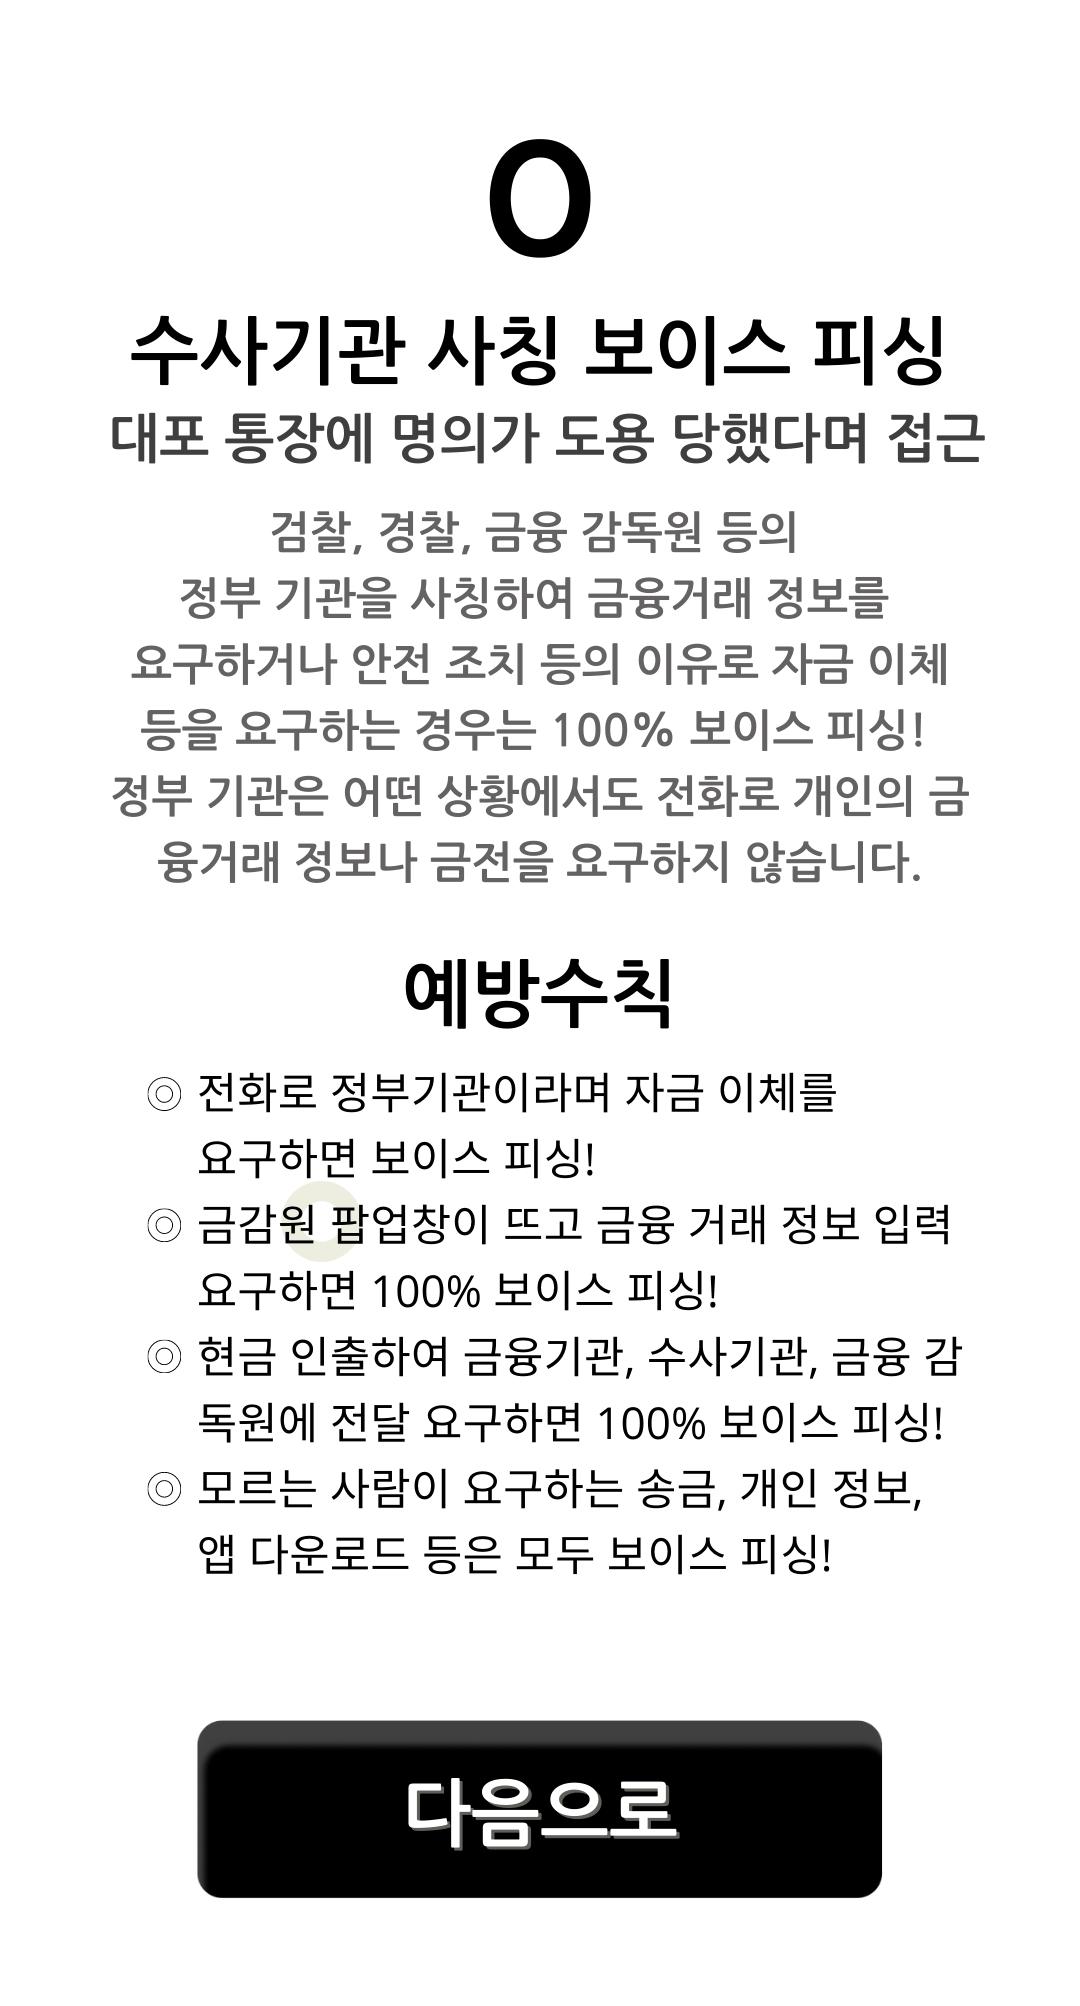 O
수사기관 사칭 보이스 피싱
대포 통장에 명의가 도용 당했다며 접근
검찰, 경찰, 금융 감독원 등의
정부 기관을 사칭하여 금융거래 정보를
요구하거나 안전 조치 등의 이유로 자금 이체
등을 요구하는 경우는 100% 보이스 피싱!
정부 기관은 어떤 상황에서도 전화로 개인의 금
융거래 정보나 금전을 요구하지 않습니다.
예방수칙
◎ 전화로 정부기관이라며 자금 이체를
요구하면 보이스 피싱!
◎ 금감원 팝업창이 뜨고 금융 거래 정보 입력
요구하면 100% 보이스 피싱!
◎ 현금 인출하여 금융기관, 수사기관, 금융 감
독원에 전달 요구하면 100% 보이스 피싱!
◎ 모르는 사람이 요구하는 송금, 개인 정보,
앱 다운로드 등은 모두 보이스 피싱!
다음으로